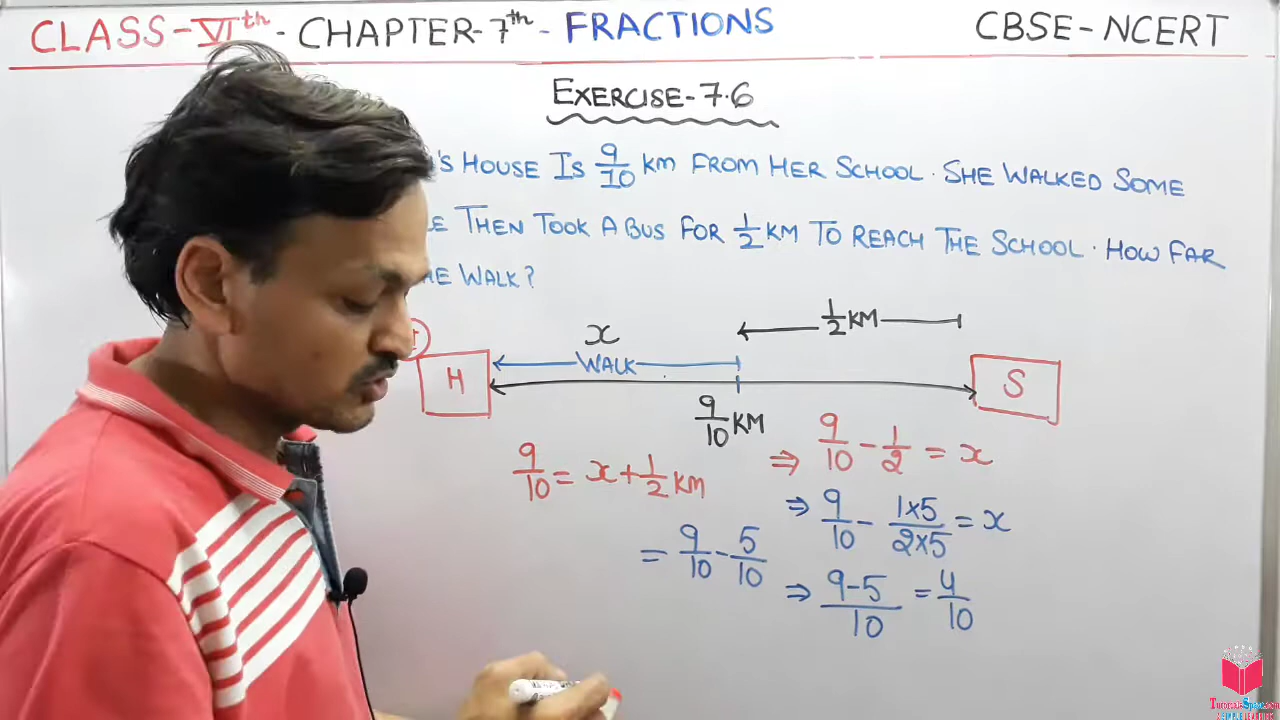 CLASS-VIth - CHAPTER-7th - FRACTIONS
CBSE-NCERT
EXERCISE-7.6
'S HOUSE IS 9/10 KM FROM HER SCHOOL. SHE WALKED SOME
THEN TOOK A BUS FOR 1/2 KM TO REACH THE SCHOOL. HOW FAR
WALK?
1/2 KM
x
WALK
H
S
9/10 KM
9/10 = x + 1/2 KM
⇒ 9/10 - 1/2 = x
⇒ 9/10 - 1×5/2×5 = x
= 9/10 - 5/10
⇒ 9-5/10 = 4/10